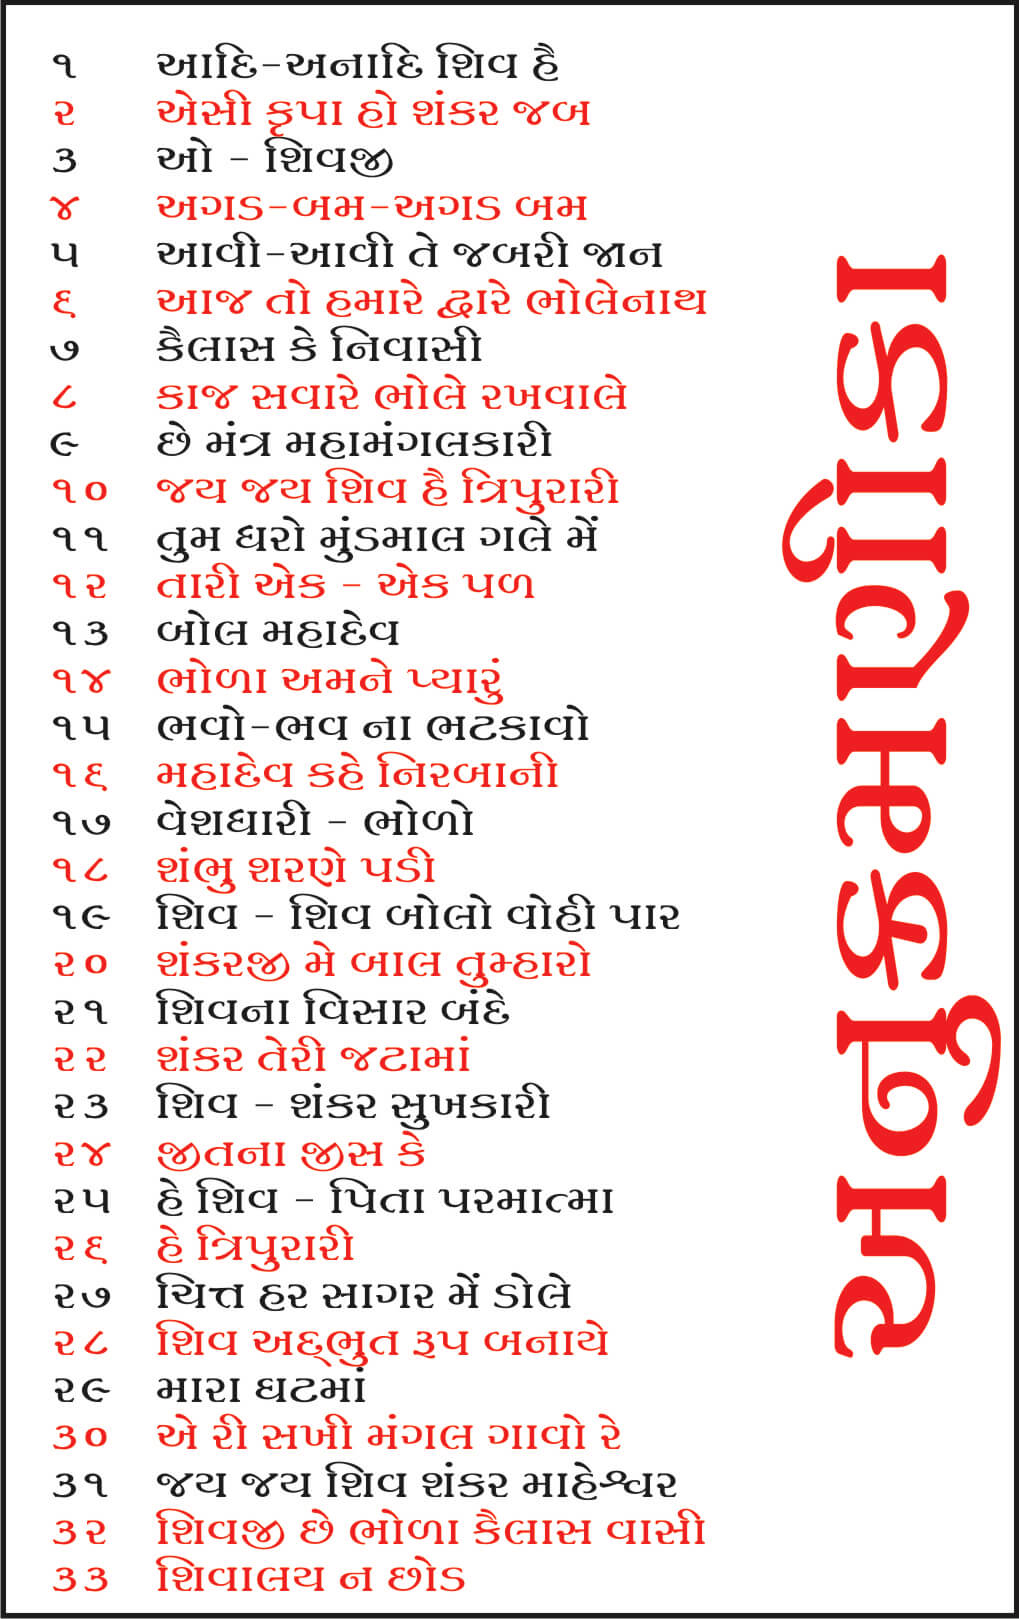 ૧ આદિ-અનાદિ શિવ હૈ
૨ એસી કૃપા હો શંકર જબ
૩ ઓ - શિવજી
૪ અગડ-બમ-અગડ બમ
૫ આવી-આવી તે જબરી જાન
૬ આજ તો હમારે દ્વારે ભોલેનાથ
૭ કૈલાસ કે નિવાસી
૮ કાજ સવારે ભોલે રખવાલે
૯ છે મંત્ર મહામંગલકારી
૧૦ જય જય શિવ હૈ ત્રિપુરારી
૧૧ તુમ ધરો મુંડમાલ ગલે મેં
૧૨ તારી એક - એક પળ
૧૩ બોલ મહાદેવ
૧૪ ભોળા અમને પ્યારું
૧૫ ભવો-ભવ ના ભટકાવો
૧૬ મહાદેવ કહે નિરબાની
૧૭ વેશધારી - ભોળો
૧૮ શંભુ શરણે પડી
૧૯ શિવ - શિવ બોલો વોહી પાર
૨૦ શંકરજી મે બાલ તુમ્હારો
૨૧ શિવના વિસાર બંદે
૨૨ શંકર તેરી જટામાં
૨૩ શિવ - શંકર સુખકારી
૨૪ જીતના જીસ કે
૨૫ હે શિવ - પિતા પરમાત્મા
૨૬ હે ત્રિપુરારી
૨૭ ચિત્ત હર સાગર મેં ડોલે
૨૮ શિવ અદ્ભુત રૂપ બનાયે
૨૯ મારા ઘટમાં
૩૦ એ રી સખી મંગલ ગાવો રે
૩૧ જય જય શિવ શંકર માહેશ્વર
૩૨ શિવજી છે ભોળા કૈલાસ વાસી
૩૩ શિવાલય ન છોડ
અનુક્રમણીકા